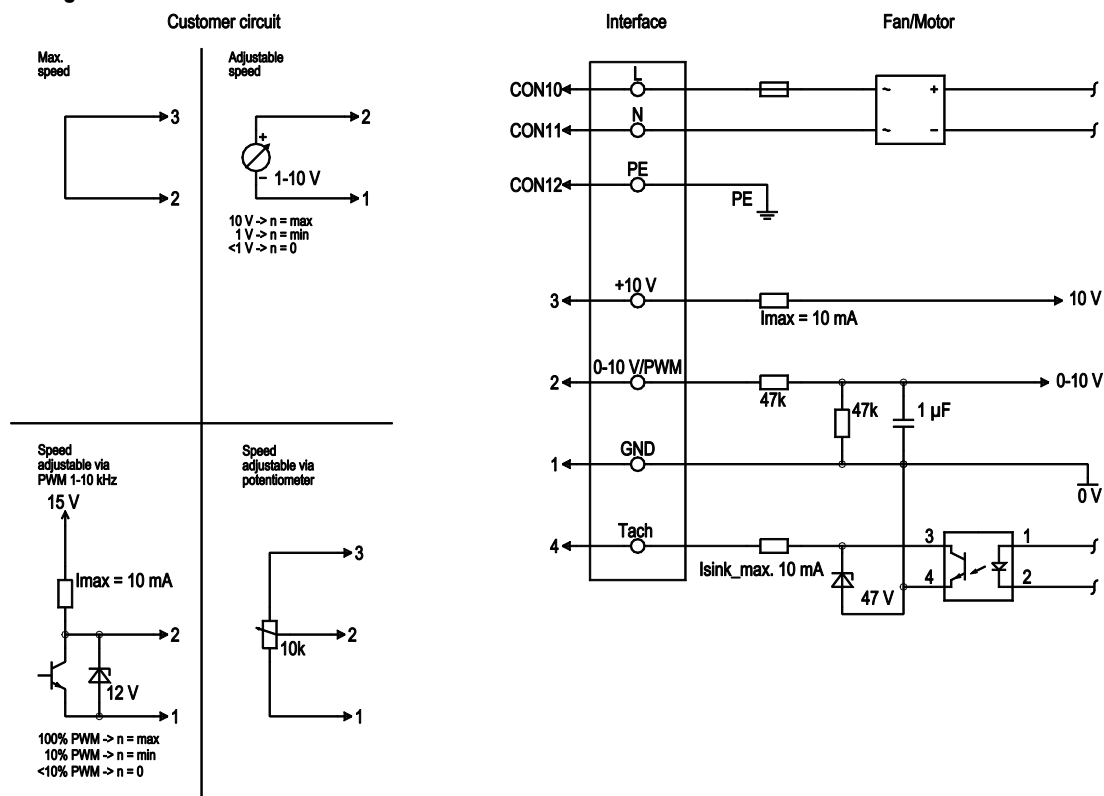 Customer circuit
Interface
Fan/Motor
Max.
speed
3
2
Adjustable
speed
2
+
– 1-10 V
1
10 V -> n = max
1 V -> n = min
<1 V -> n = 0
Speed
adjustable via
PWM 1-10 kHz
15 V
Imax = 10 mA
2
12 V
1
100% PWM -> n = max
10% PWM -> n = min
<10% PWM -> n = 0
Speed
adjustable via
potentiometer
3
2
10k
1
L
CON10
~ +
N
CON11
~ –
PE
CON12
PE
+10 V
3
10 V
Imax = 10 mA
0-10 V/PWM
2
0-10 V
47k
47k
1 µF
GND
1
0 V
Tach
4
3
1
Isink_max. 10 mA
4
2
47 V